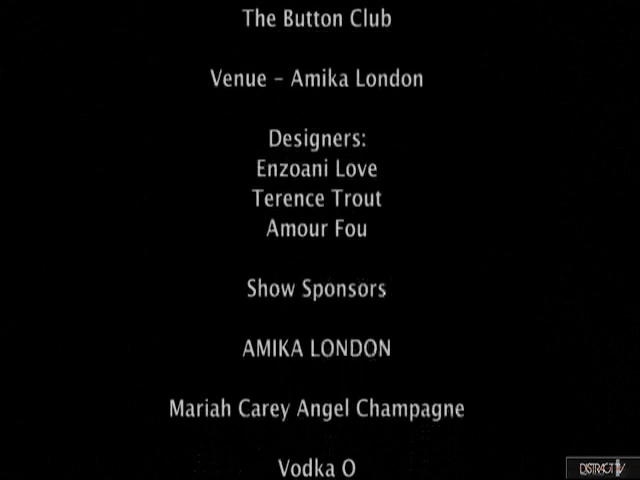 The Button Club
Venue – Amika London
Designers:
Enzoani Love
Terence Trout
Amour Fou
Show Sponsors
AMIKA LONDON
Mariah Carey Angel Champagne
Vodka O
DISTRACT TV